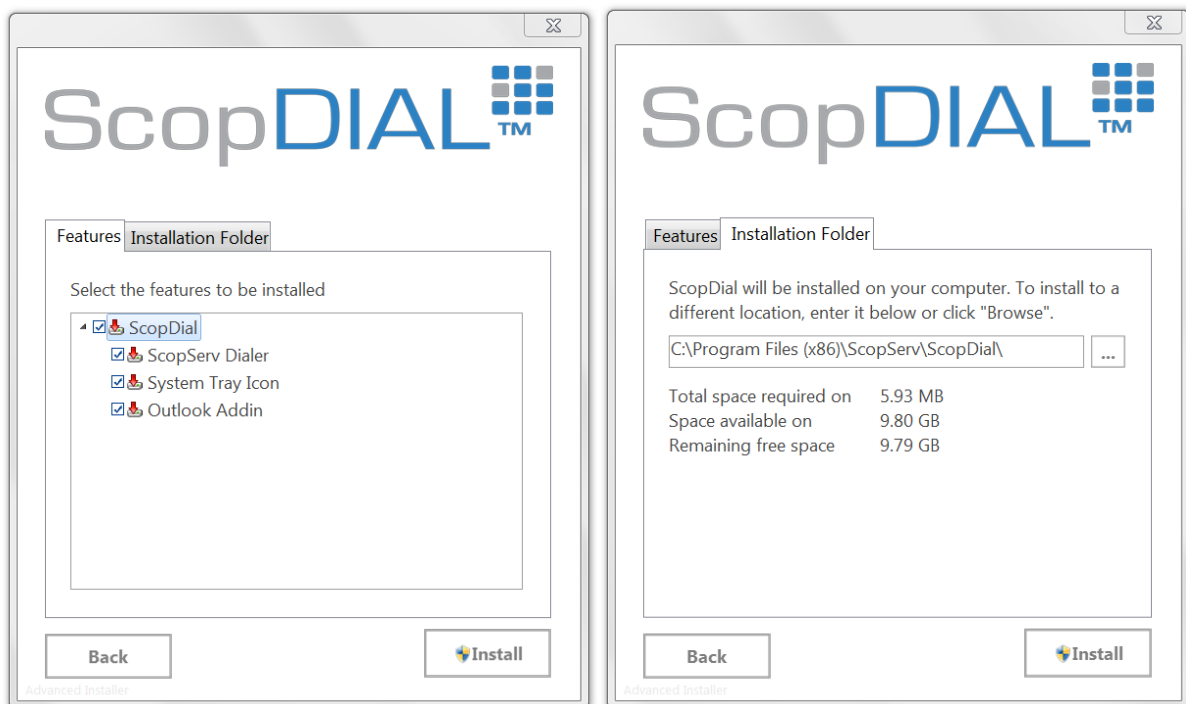 ScopDIAL™
Features
Installation Folder
Select the features to be installed
ScopDial
ScopServ Dialer
System Tray Icon
Outlook Addin
Back
Install
Advanced Installer
ScopDIAL™
Features
Installation Folder
ScopDial will be installed on your computer. To install to a
different location, enter it below or click "Browse".
C:\Program Files (x86)\ScopServ\ScopDial\
...
Total space required on 5.93 MB
Space available on 9.80 GB
Remaining free space 9.79 GB
Back
Install
Advanced Installer